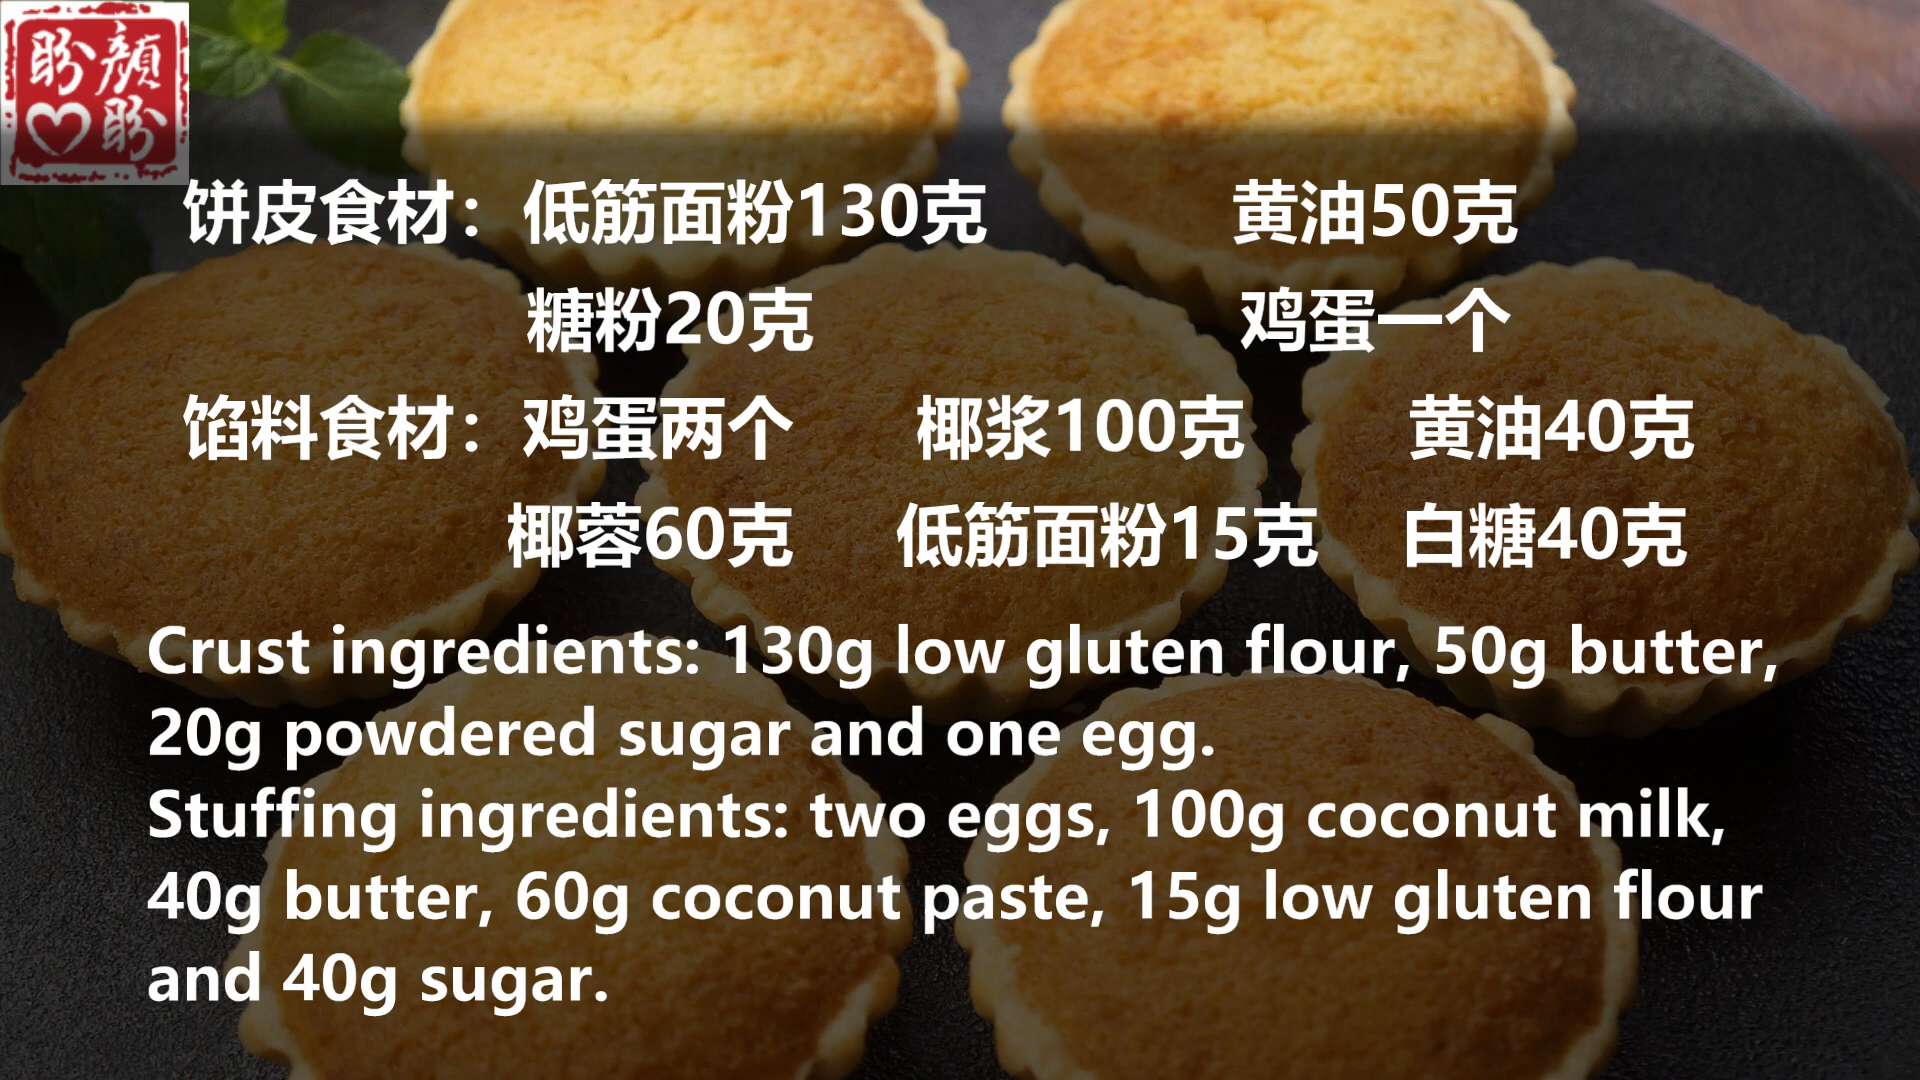 顏盼
盼
饼皮食材：低筋面粉130克 黄油50克
糖粉20克 鸡蛋一个
馅料食材：鸡蛋两个 椰浆100克 黄油40克
椰蓉60克 低筋面粉15克 白糖40克
Crust ingredients: 130g low gluten flour, 50g butter,
20g powdered sugar and one egg.
Stuffing ingredients: two eggs, 100g coconut milk,
40g butter, 60g coconut paste, 15g low gluten flour
and 40g sugar.